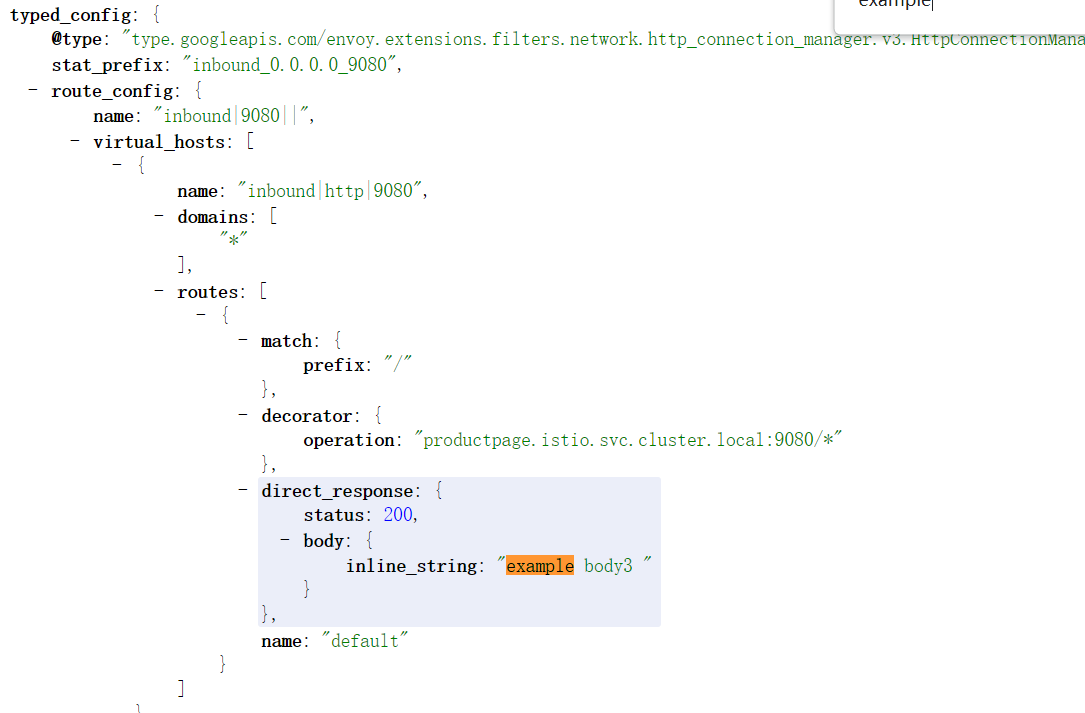 example
typed_config: {
@type: "type.googleapis.com/envoy.extensions.filters.network.http_connection_manager.v3.HttpConnectionMana
stat_prefix: "inbound_0.0.0.0_9080",
- route_config: {
name: "inbound|9080||",
- virtual_hosts: [
- {
name: "inbound|http|9080",
- domains: [
"*"
],
- routes: [
- {
- match: {
prefix: "/"
},
- decorator: {
operation: "productpage.istio.svc.cluster.local:9080/*"
},
- direct_response: {
status: 200,
- body: {
inline_string: "example body3 "
}
},
name: "default"
}
]
}